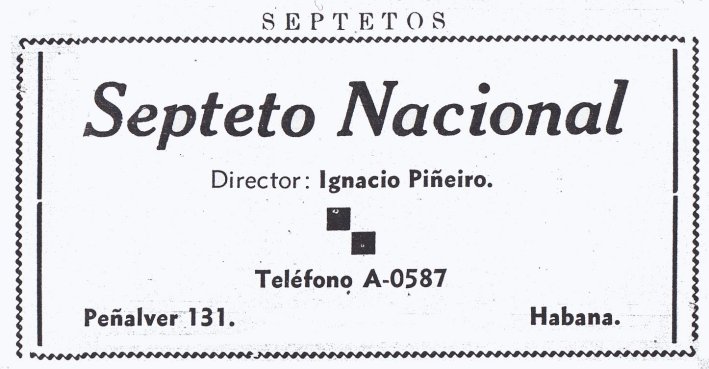 SEPTETOS
Septeto Nacional
Director: Ignacio Piñeiro.
Teléfono A-0587
Peñalver 131. Habana.